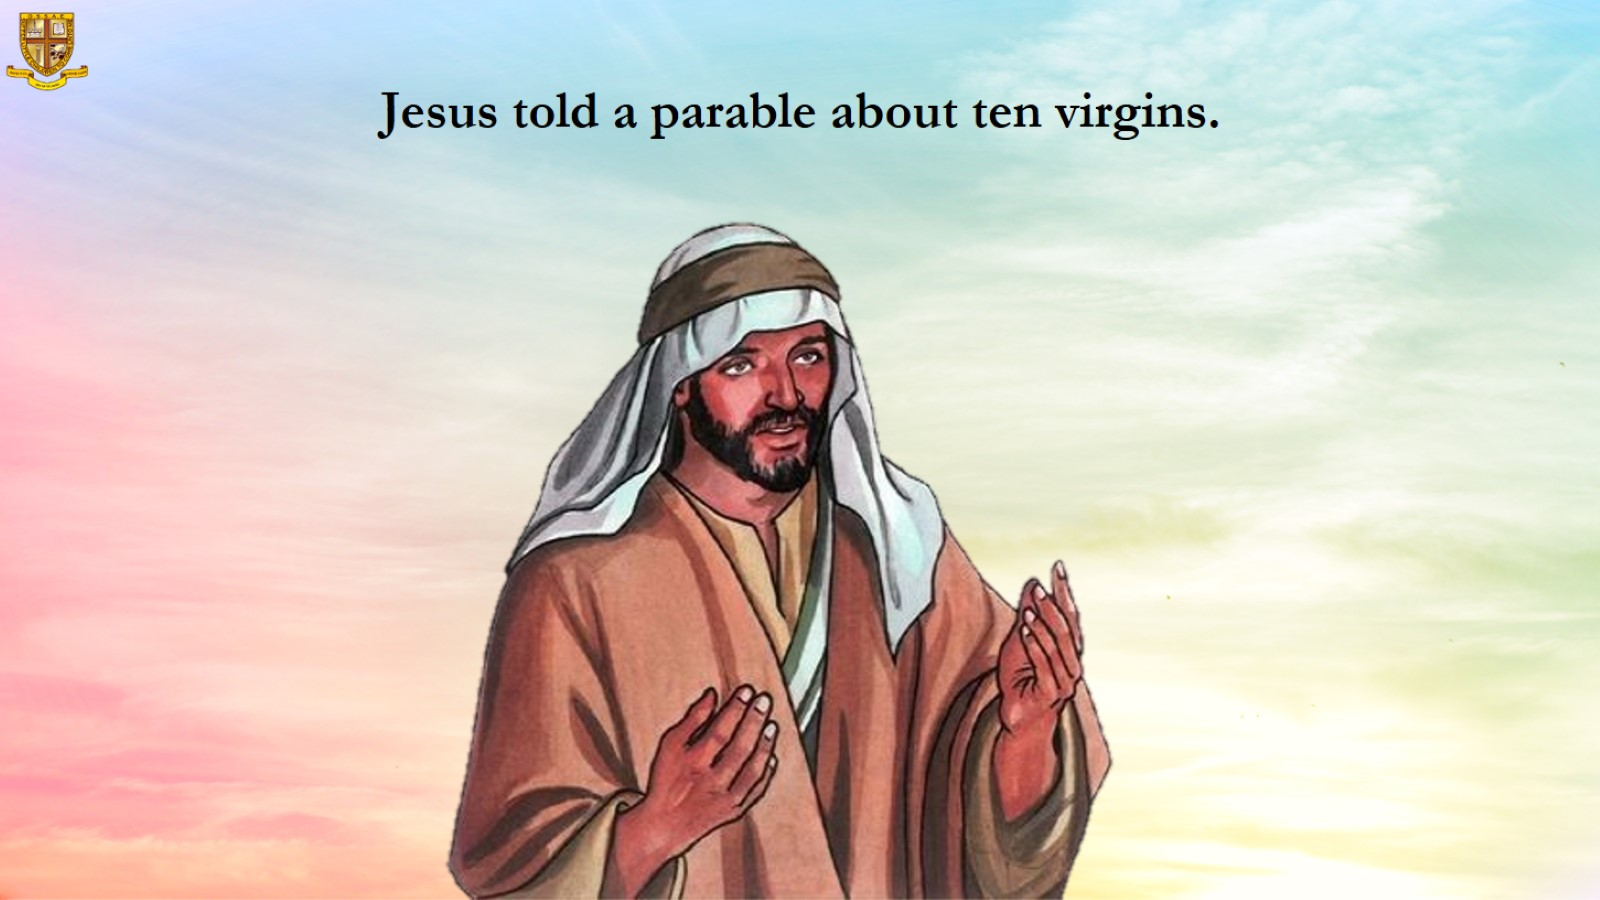 O.S.S.A.E.
Jesus told a parable about ten virgins.